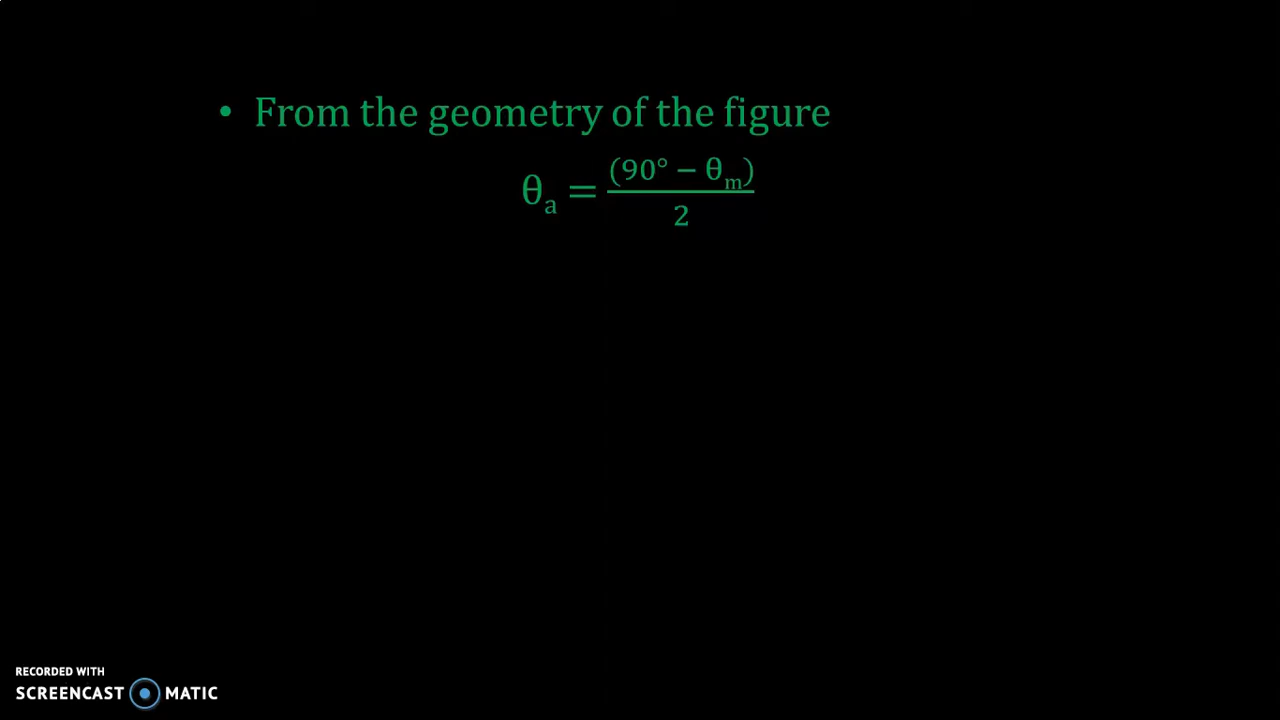 • From the geometry of the figure
θₐ = (90° − θₘ) / 2
RECORDED WITH
SCREENCAST MATIC